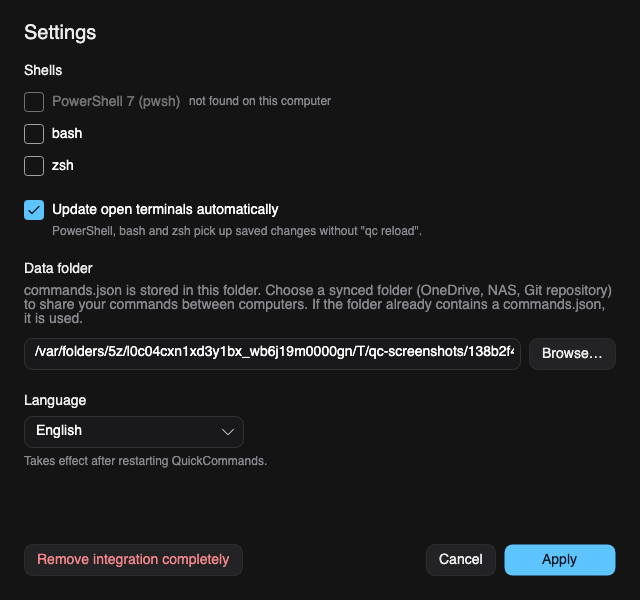 Settings
Shells
PowerShell 7 (pwsh) not found on this computer
bash
zsh
Update open terminals automatically
PowerShell, bash and zsh pick up saved changes without "qc reload".
Data folder
commands.json is stored in this folder. Choose a synced folder (OneDrive, NAS, Git repository)
to share your commands between computers. If the folder already contains a commands.json,
it is used.
/var/folders/5z/l0c04cxn1xd3y1bx_wb6j19m0000gn/T/qc-screenshots/138b2f4
Browse…
Language
English
Takes effect after restarting QuickCommands.
Remove integration completely
Cancel
Apply